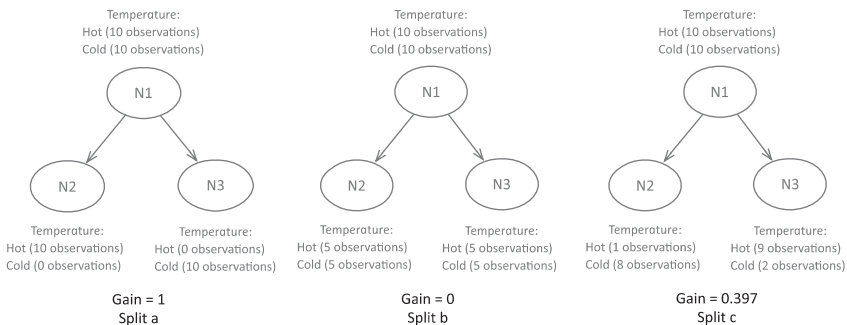 Temperature:
Hot (10 observations)
Cold (10 observations)
N1
N2
N3
Temperature:
Hot (10 observations)
Cold (0 observations)
Temperature:
Hot (0 observations)
Cold (10 observations)
Gain = 1
Split a
Temperature:
Hot (10 observations)
Cold (10 observations)
N1
N2
N3
Temperature:
Hot (5 observations)
Cold (5 observations)
Temperature:
Hot (5 observations)
Cold (5 observations)
Gain = 0
Split b
Temperature:
Hot (10 observations)
Cold (10 observations)
N1
N2
N3
Temperature:
Hot (1 observations)
Cold (8 observations)
Temperature:
Hot (9 observations)
Cold (2 observations)
Gain = 0.397
Split c